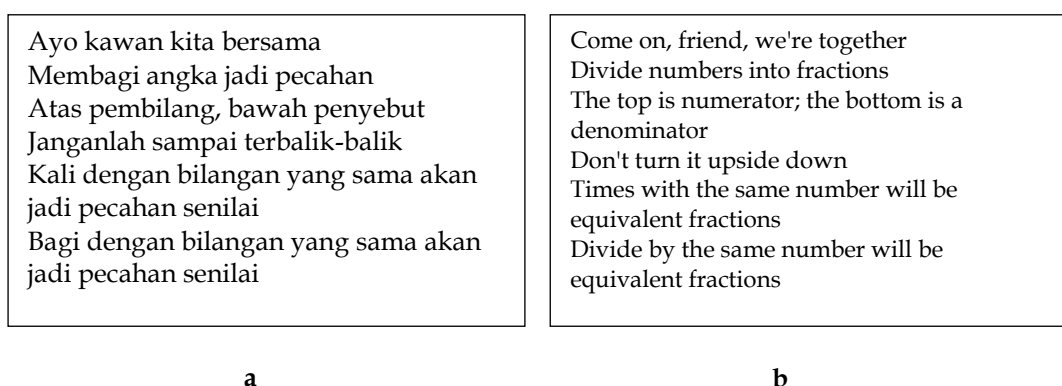 Ayo kawan kita bersama
Membagi angka jadi pecahan
Atas pembilang, bawah penyebut
Janganlah sampai terbalik-balik
Kali dengan bilangan yang sama akan
jadi pecahan senilai
Bagi dengan bilangan yang sama akan
jadi pecahan senilai
a
Come on, friend, we're together
Divide numbers into fractions
The top is numerator; the bottom is a
denominator
Don't turn it upside down
Times with the same number will be
equivalent fractions
Divide by the same number will be
equivalent fractions
b